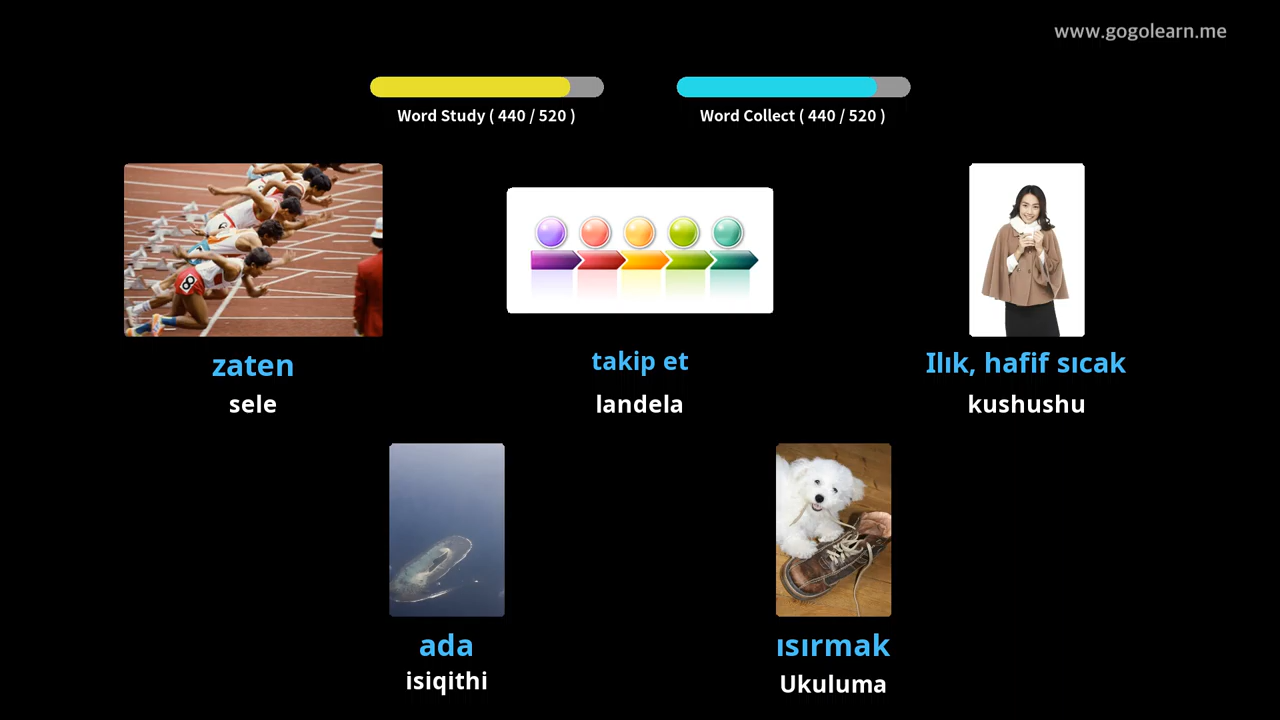 www.gogolearn.me
Word Study ( 440 / 520 )
Word Collect ( 440 / 520 )
8
zaten
sele
takip et
landela
Ilık, hafif sıcak
kushushu
ada
isiqithi
ısırmak
Ukuluma